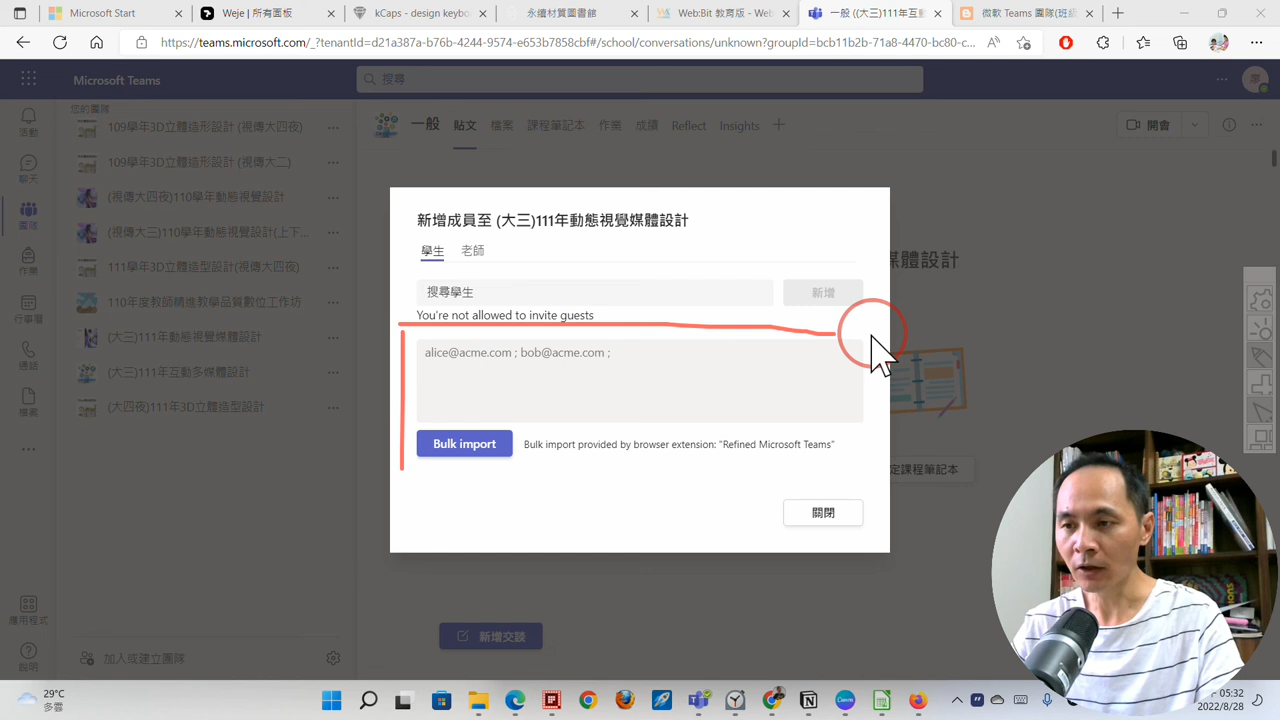 Microsoft Start
Weje | 所有面板
kCaps - design keybo
永續材質圖書館
Web:Bit 教育版 - We
一般 ((大三)111年互
微軟 Teams 團隊(班級
https://teams.microsoft.com/_?tenantId=d21a387a-b76b-4244-9574-e653b7858cbf#/school/conversations/unknown?groupId=bcb11b2b-71a8-4470-bc80-c...
Microsoft Teams
搜尋
您的團隊
活動
109學年3D立體造形設計 (視傳大四夜)
一般
貼文
檔案
課程筆記本
作業
成績
Reflect
Insights
開會
聊天
109學年3D立體造形設計 (視傳大二)
團隊
(視傳大四夜)110學年動態視覺設計
(視傳大三)110學年動態視覺設計(上下...
作業
111學年3D立體造型設計(視傳大四夜)
行事曆
110年度教師精進教學品質數位工作坊
(大三)111年動態視覺媒體設計
通話
(大三)111年互動多媒體設計
檔案
(大四夜)111年3D立體造型設計
新增成員至 (大三)111年動態視覺媒體設計
學生
老師
媒體設計
搜尋學生
新增
You're not allowed to invite guests
alice@acme.com ; bob@acme.com ;
Bulk import
Bulk import provided by browser extension: "Refined Microsoft Teams"
定課程筆記本
關閉
應用程式
新增交談
加入或建立團隊
說明
29°C
多雲
05:32
2022/8/28